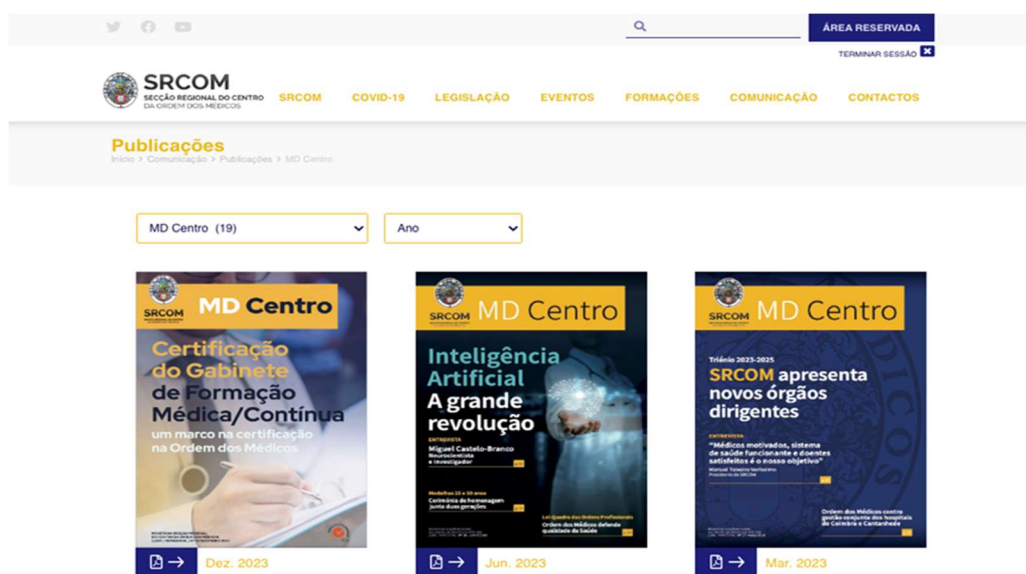 ÁREA RESERVADA
TERMINAR SESSÃO
SRCOM
SECÇÃO REGIONAL DO CENTRO
DA ORDEM DOS MÉDICOS
SRCOM COVID-19 LEGISLAÇÃO EVENTOS FORMAÇÕES COMUNICAÇÃO CONTACTOS
Publicações
Início > Comunicação > Publicações > MD Centro
MD Centro (19)
Ano
SRCOM MD Centro
Certificação
do Gabinete
de Formação
Médica/Contínua
um marco na certificação
na Ordem dos Médicos
Dez. 2023
SRCOM MD Centro
Inteligência
Artificial
A grande
revolução
ENTREVISTA
Miguel Castelo-Branco
Neurocientista
e investigador
Medalhas 25 e 50 anos
Cerimónia de homenagem
junta duas gerações
Lei-Quadro das Ordens Profissionais
Ordem dos Médicos defende
qualidade da Saúde
Jun. 2023
SRCOM MD Centro
Triénio 2023-2025
SRCOM apresenta
novos órgãos
dirigentes
ENTREVISTA
"Médicos motivados, sistema
de saúde funcionante e doentes
satisfeitos é o nosso objetivo"
Manuel Teixeira Veríssimo
Presidente da SRCOM
Ordem dos Médicos contra
gestão conjunta dos hospitais
de Coimbra e Cantanhede
Mar. 2023